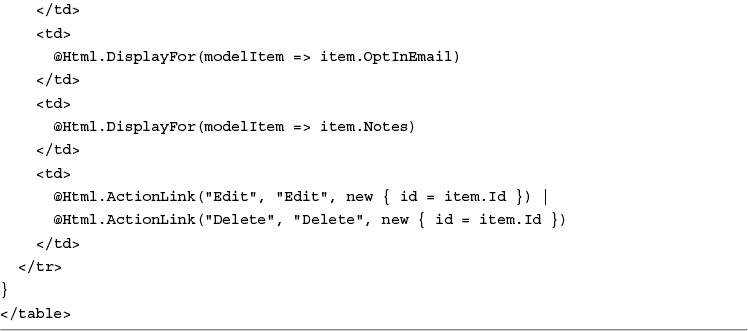 </td>
    <td>
      @Html.DisplayFor(modelItem => item.OptInEmail)
    </td>
    <td>
      @Html.DisplayFor(modelItem => item.Notes)
    </td>
    <td>
      @Html.ActionLink("Edit", "Edit", new { id = item.Id }) |
      @Html.ActionLink("Delete", "Delete", new { id = item.Id })
    </td>
  </tr>
}
</table>